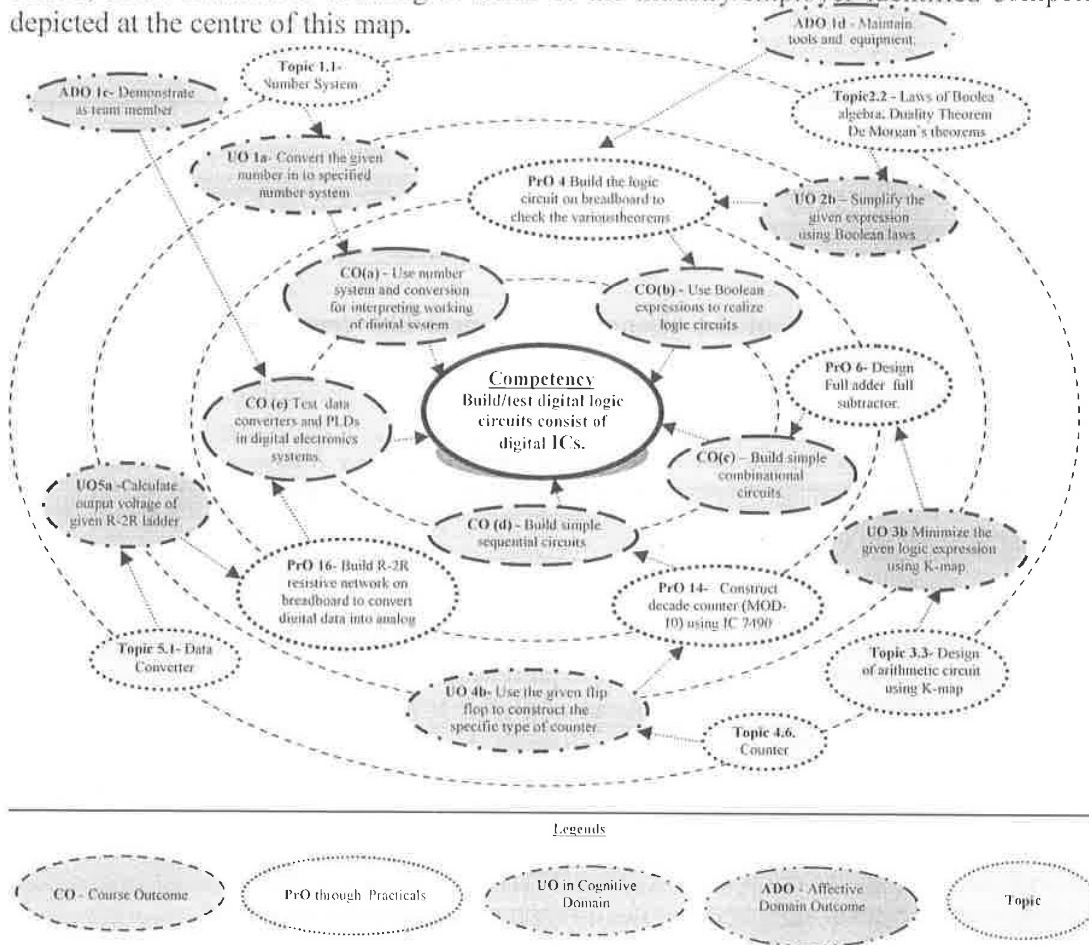 depicted at the centre of this map.
ADO 1d - Maintain
tools and equipment.
Topic 1.1-
Number System
ADO 1c- Demonstrate
as team member
Topic2.2 - Laws of Boolea
algebra, Duality Theorem
De Morgan's theorems
UO 1a- Convert the given
number in to specified
number system
PrO 4 Build the logic
circuit on breadboard to
check the varioustheorems
UO 2b – Simplify the
given expression
using Boolean laws
CO(a) - Use number
system and conversion
for interpreting working
of digital system
CO(b) - Use Boolean
expressions to realize
logic circuits
Competency
Build/test digital logic
circuits consist of
digital ICs.
PrO 6- Design
Full adder full
subtractor.
CO (e) Test data
converters and PLDs
in digital electronics
systems.
CO(c) – Build simple
combinational
circuits
UO5a -Calculate
output voltage of
given R-2R ladder
CO (d) - Build simple
sequential circuits
UO 3b Minimize the
given logic expression
using K-map
PrO 16- Build R-2R
resistive network on
breadboard to convert
digital data into analog
PrO 14- Construct
decade counter (MOD-
10) using IC 7490
Topic 5.1- Data
Converter
Topic 3.3- Design
of arithmetic circuit
using K-map
UO 4b- Use the given flip
flop to construct the
specific type of counter
Topic 4.6.
Counter
Legends
CO - Course Outcome
PrO through Practicals
UO in Cognitive
Domain
ADO - Affective
Domain Outcome
Topic